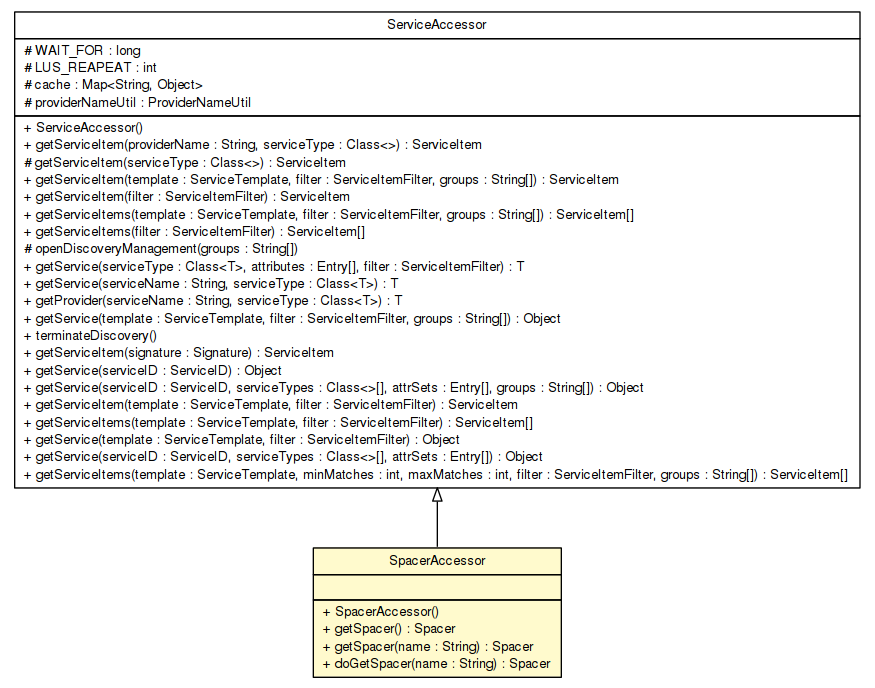 ServiceAccessor
# WAIT_FOR : long
# LUS_REAPEAT : int
# cache : Map<String, Object>
# providerNameUtil : ProviderNameUtil
+ ServiceAccessor()
+ getServiceItem(providerName : String, serviceType : Class<>) : ServiceItem
# getServiceItem(serviceType : Class<>) : ServiceItem
+ getServiceItem(template : ServiceTemplate, filter : ServiceItemFilter, groups : String[]) : ServiceItem
+ getServiceItem(filter : ServiceItemFilter) : ServiceItem
+ getServiceItems(template : ServiceTemplate, filter : ServiceItemFilter, groups : String[]) : ServiceItem[]
+ getServiceItems(filter : ServiceItemFilter) : ServiceItem[]
# openDiscoveryManagement(groups : String[])
+ getService(serviceType : Class<T>, attributes : Entry[], filter : ServiceItemFilter) : T
+ getService(serviceName : String, serviceType : Class<T>) : T
+ getProvider(serviceName : String, serviceType : Class<T>) : T
+ getService(template : ServiceTemplate, filter : ServiceItemFilter, groups : String[]) : Object
+ terminateDiscovery()
+ getServiceItem(signature : Signature) : ServiceItem
+ getService(serviceID : ServiceID) : Object
+ getService(serviceID : ServiceID, serviceTypes : Class<>[], attrSets : Entry[], groups : String[]) : Object
+ getServiceItem(template : ServiceTemplate, filter : ServiceItemFilter) : ServiceItem
+ getServiceItems(template : ServiceTemplate, filter : ServiceItemFilter) : ServiceItem[]
+ getService(template : ServiceTemplate, filter : ServiceItemFilter) : Object
+ getService(serviceID : ServiceID, serviceTypes : Class<>[], attrSets : Entry[]) : Object
+ getServiceItems(template : ServiceTemplate, minMatches : int, maxMatches : int, filter : ServiceItemFilter, groups : String[]) : ServiceItem[]
SpacerAccessor
+ SpacerAccessor()
+ getSpacer() : Spacer
+ getSpacer(name : String) : Spacer
+ doGetSpacer(name : String) : Spacer